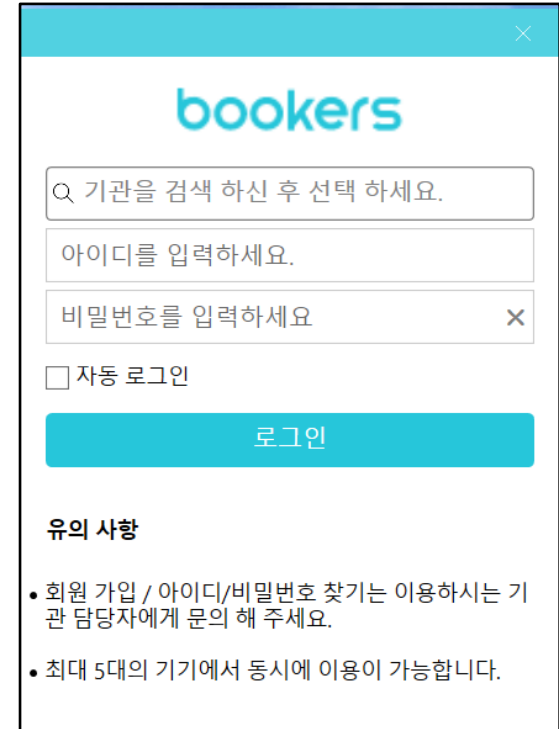 bookers
기관을 검색 하신 후 선택 하세요.
아이디를 입력하세요.
비밀번호를 입력하세요
자동 로그인
로그인
유의 사항
• 회원 가입 / 아이디/비밀번호 찾기는 이용하시는 기
관 담당자에게 문의 해 주세요.
• 최대 5대의 기기에서 동시에 이용이 가능합니다.